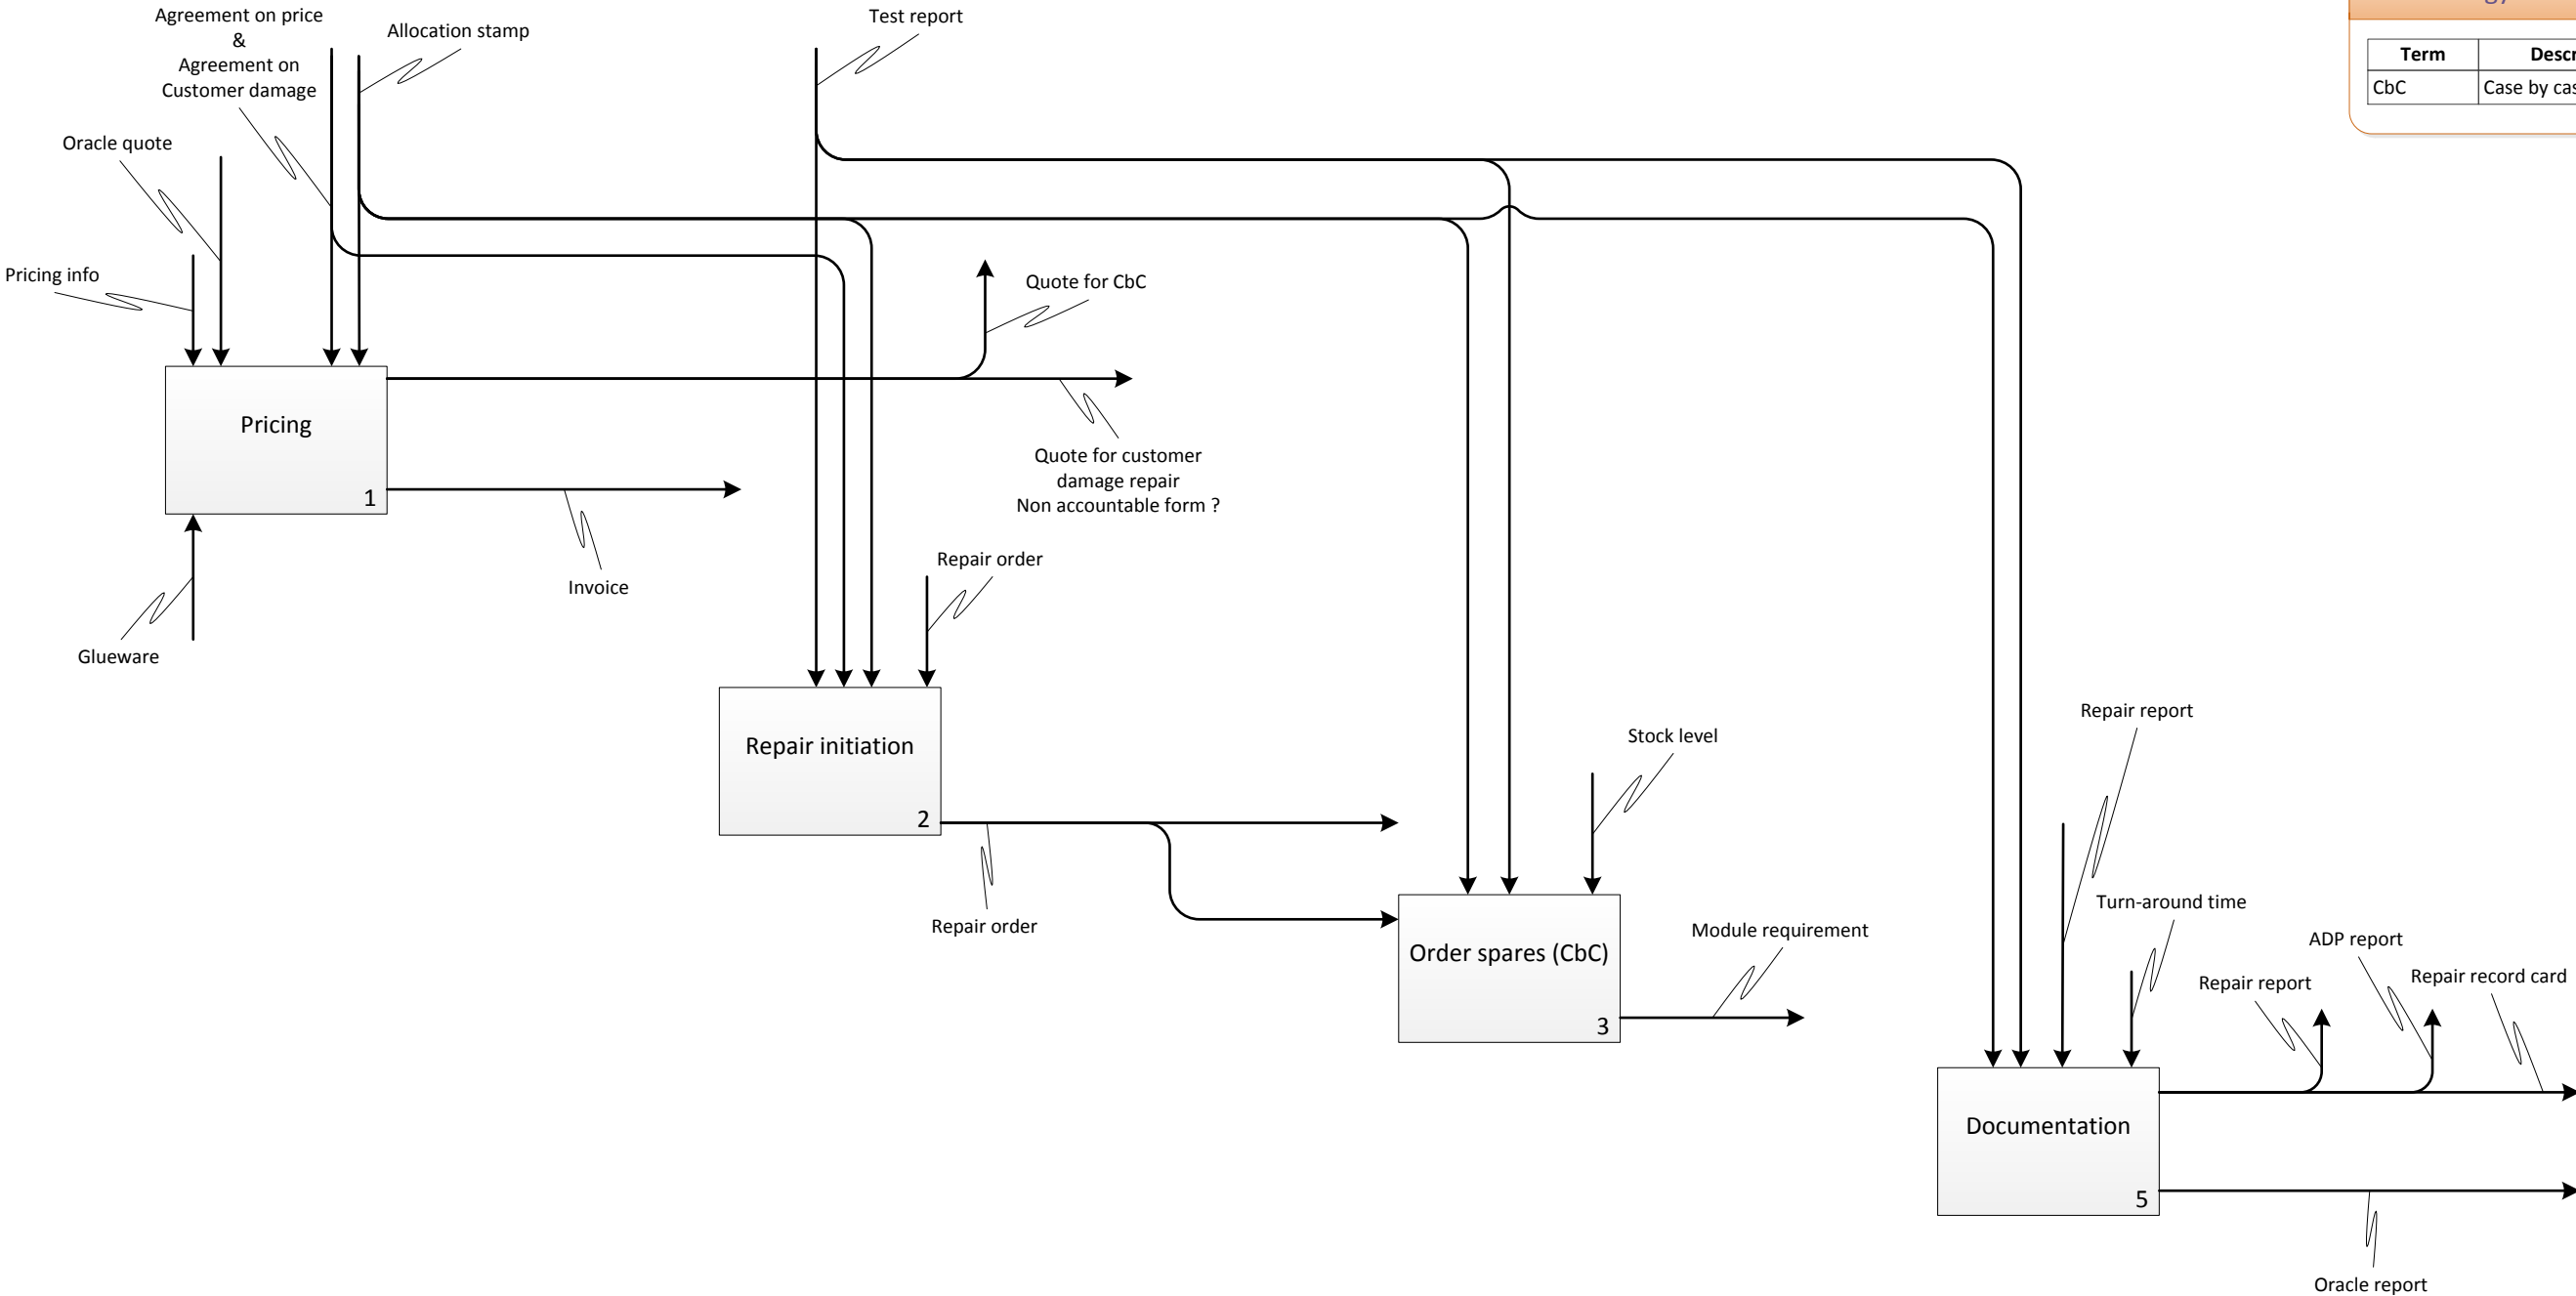 Agreement on price
&
Agreement on
Customer damage
Allocation stamp
Test report
Term
CbC
Case by
Oracle quote
Pricing info
Quote for CbC
Pricing
1
Quote for customer
damage repair
Non accountable form ?
Invoice
Glueware
Repair order
Repair initiation
2
Repair order
Stock level
Order spares (CbC)
3
Module requirement
Repair report
Turn-around time
Repair report
ADP report
Repair record card
Documentation
5
Oracle report